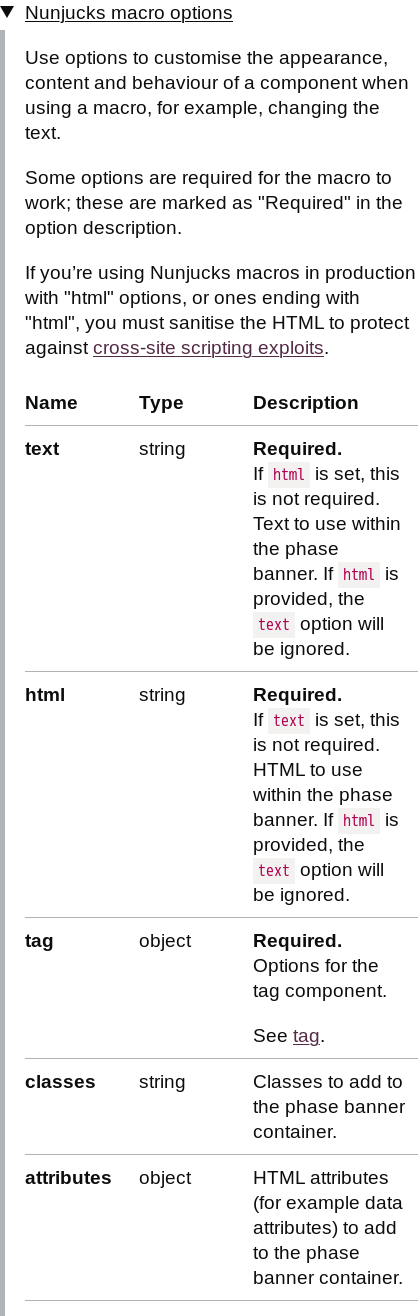 Nunjucks macro options
Use options to customise the appearance,
content and behaviour of a component when
using a macro, for example, changing the
text.
Some options are required for the macro to
work; these are marked as "Required" in the
option description.
If you’re using Nunjucks macros in production
with "html" options, or ones ending with
"html", you must sanitise the HTML to protect
against cross-site scripting exploits.
Name Type Description
text string Required.
If html is set, this
is not required.
Text to use within
the phase
banner. If html is
provided, the
text option will
be ignored.
html string Required.
If text is set, this
is not required.
HTML to use
within the phase
banner. If html is
provided, the
text option will
be ignored.
tag object Required.
Options for the
tag component.
See tag.
classes string Classes to add to
the phase banner
container.
attributes object HTML attributes
(for example data
attributes) to add
to the phase
banner container.